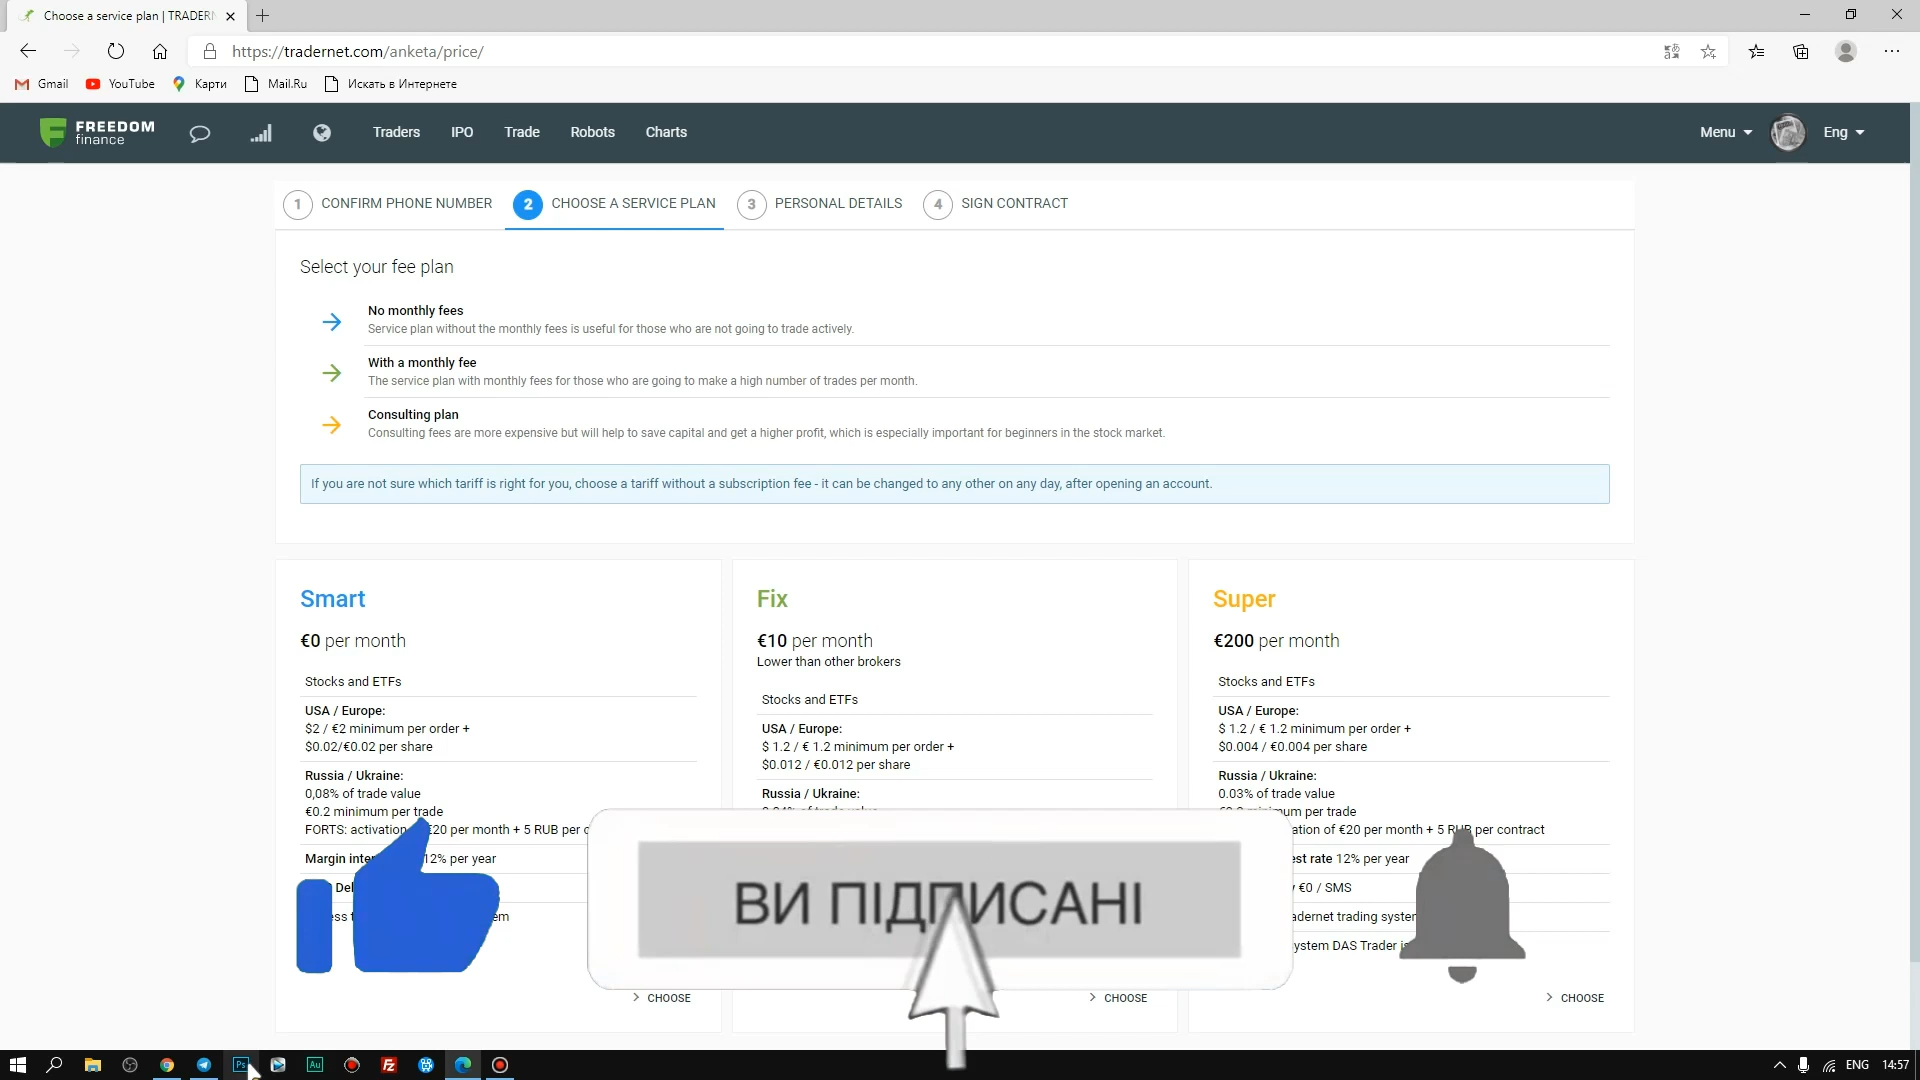 Choose a service plan | TRADERN
https://tradernet.com/anketa/price/
Gmail
YouTube
Карти
Mail.Ru
Искать в Интернете
FREEDOM
finance
Traders
IPO
Trade
Robots
Charts
Menu
Eng
1 CONFIRM PHONE NUMBER
2 CHOOSE A SERVICE PLAN
3 PERSONAL DETAILS
4 SIGN CONTRACT
Select your fee plan
No monthly fees
Service plan without the monthly fees is useful for those who are not going to trade actively.
With a monthly fee
The service plan with monthly fees for those who are going to make a high number of trades per month.
Consulting plan
Consulting fees are more expensive but will help to save capital and get a higher profit, which is especially important for beginners in the stock market.
If you are not sure which tariff is right for you, choose a tariff without a subscription fee - it can be changed to any other on any day, after opening an account.
Smart
€0 per month
Stocks and ETFs
USA / Europe:
$2 / €2 minimum per order +
$0.02/€0.02 per share
Russia / Ukraine:
0,08% of trade value
€0.2 minimum per trade
FORTS: activation €20 per month + 5 RUB per
Margin 12% per year
CHOOSE
Fix
€10 per month
Lower than other brokers
Stocks and ETFs
USA / Europe:
$ 1.2 / € 1.2 minimum per order +
$0.012 / €0.012 per share
Russia / Ukraine:
CHOOSE
Super
€200 per month
Stocks and ETFs
USA / Europe:
$ 1.2 / € 1.2 minimum per order +
$0.004 / €0.004 per share
Russia / Ukraine:
0.03% of trade value
per trade
of €20 per month + 5 RUB per contract
rate 12% per year
€0 / SMS
trading
DAS Trader
CHOOSE
ВИ ПІДПИСАНІ
Ps
Au
Fz
ENG
14:57